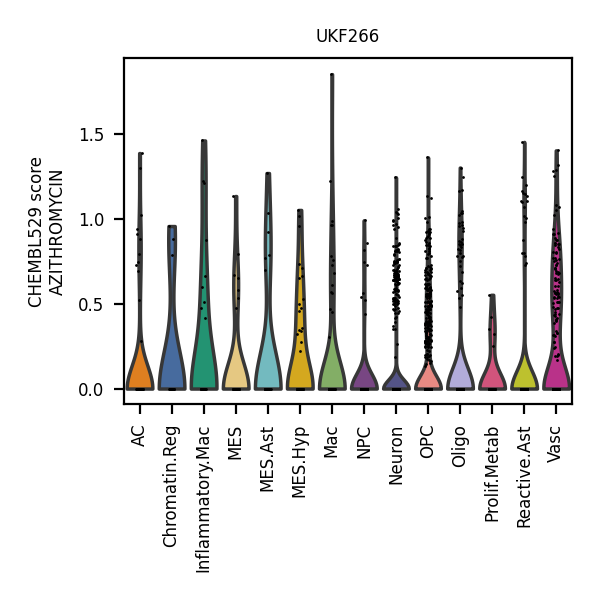 UKF266
CHEMBL529 score
AZITHROMYCIN
1.5
1.0
0.5
0.0
AC
Chromatin.Reg
Inflammatory.Mac
MES
MES.Ast
MES.Hyp
Mac
NPC
Neuron
OPC
Oligo
Prolif.Metab
Reactive.Ast
Vasc